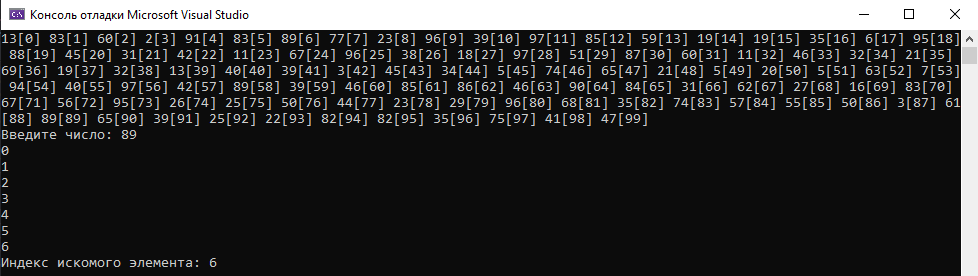 Консоль отладки Microsoft Visual Studio
13[0] 83[1] 60[2] 2[3] 91[4] 83[5] 89[6] 77[7] 23[8] 96[9] 39[10] 97[11] 85[12] 59[13] 19[14] 19[15] 35[16] 6[17] 95[18]
88[19] 45[20] 31[21] 42[22] 11[23] 67[24] 96[25] 38[26] 18[27] 97[28] 51[29] 87[30] 60[31] 11[32] 46[33] 32[34] 21[35]
69[36] 19[37] 32[38] 13[39] 40[40] 39[41] 3[42] 45[43] 34[44] 5[45] 74[46] 65[47] 21[48] 5[49] 20[50] 5[51] 63[52] 7[53]
94[54] 40[55] 97[56] 42[57] 89[58] 39[59] 46[60] 85[61] 86[62] 46[63] 90[64] 84[65] 31[66] 62[67] 27[68] 16[69] 83[70]
67[71] 56[72] 95[73] 26[74] 25[75] 50[76] 44[77] 23[78] 29[79] 96[80] 68[81] 35[82] 74[83] 57[84] 55[85] 50[86] 3[87] 61
[88] 89[89] 65[90] 39[91] 25[92] 22[93] 82[94] 82[95] 35[96] 75[97] 41[98] 47[99]
Введите число: 89
0
1
2
3
4
5
6
Индекс искомого элемента: 6